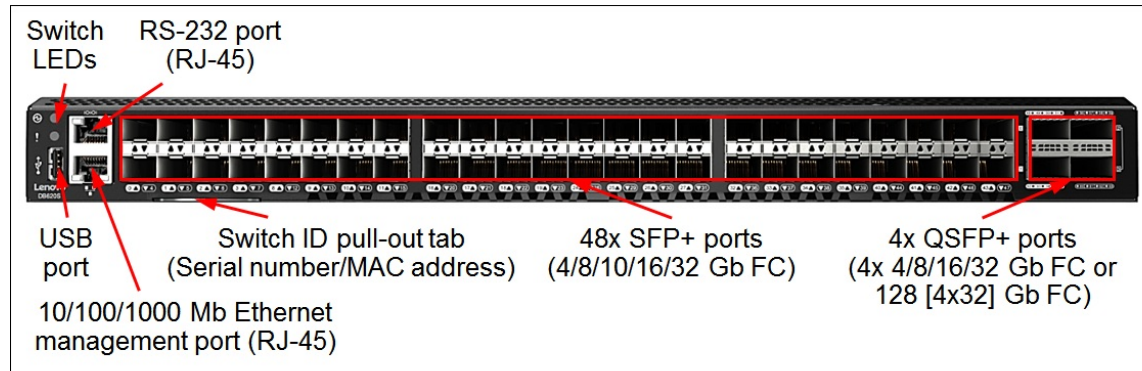 Switch
LEDs
RS-232 port
(RJ-45)
Lenovo
DB620S
USB
port
Switch ID pull-out tab
(Serial number/MAC address)
48x SFP+ ports
(4/8/10/16/32 Gb FC)
4x QSFP+ ports
(4x 4/8/16/32 Gb FC or
128 [4x32] Gb FC)
10/100/1000 Mb Ethernet
management port (RJ-45)